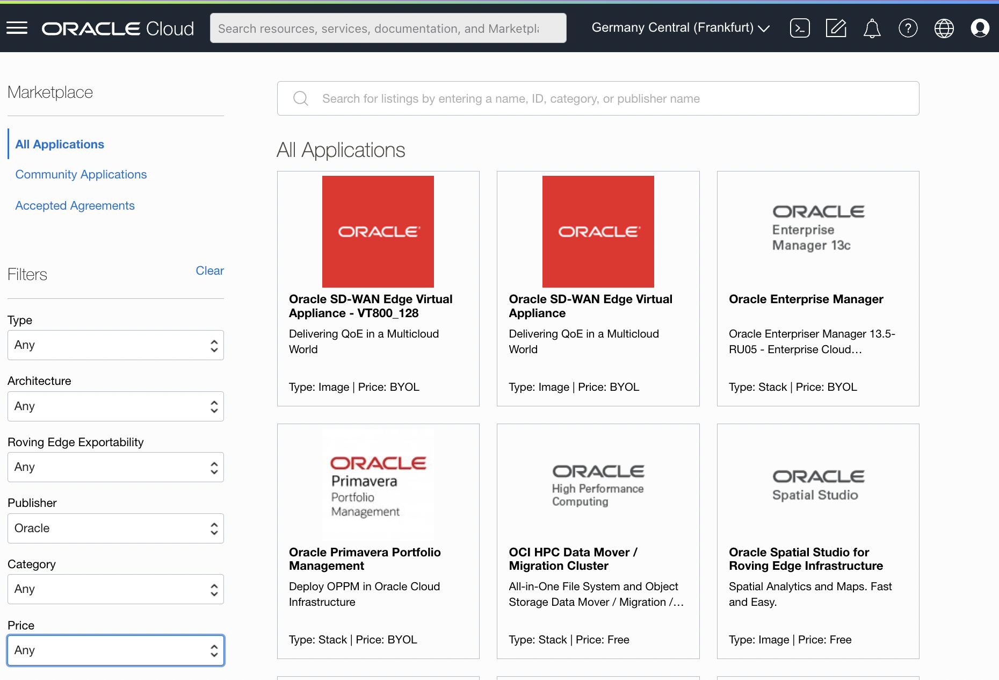 ORACLE Cloud
Search resources, services, documentation, and Marketpla
Germany Central (Frankfurt)
Marketplace
All Applications
Community Applications
Accepted Agreements
Filters
Clear
Type
Any
Architecture
Any
Roving Edge Exportability
Any
Publisher
Oracle
Category
Any
Price
Any
Search for listings by entering a name, ID, category, or publisher name
All Applications
ORACLE
Oracle SD-WAN Edge Virtual
Appliance - VT800_128
Delivering QoE in a Multicloud
World
Type: Image | Price: BYOL
ORACLE
Oracle SD-WAN Edge Virtual
Appliance
Delivering QoE in a Multicloud
World
Type: Image | Price: BYOL
ORACLE
Enterprise
Manager 13c
Oracle Enterprise Manager
Oracle Enterpriser Manager 13.5-
RU05 - Enterprise Cloud...
Type: Stack | Price: BYOL
ORACLE
Primavera
Portfolio
Management
Oracle Primavera Portfolio
Management
Deploy OPPM in Oracle Cloud
Infrastructure
Type: Stack | Price: BYOL
ORACLE
High Performance
Computing
OCI HPC Data Mover /
Migration Cluster
All-in-One File System and Object
Storage Data Mover / Migration /...
Type: Stack | Price: Free
ORACLE
Spatial Studio
Oracle Spatial Studio for
Roving Edge Infrastructure
Spatial Analytics and Maps. Fast
and Easy.
Type: Image | Price: Free